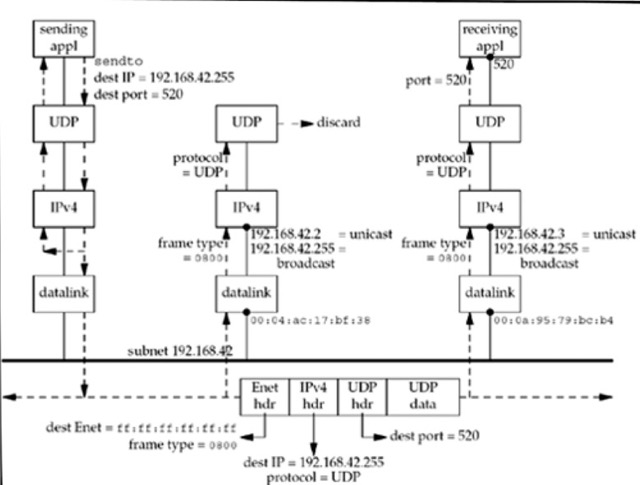 sending
appl
sendto
dest IP = 192.168.42.255
dest port = 520
UDP
IPv4
datalink
UDP
discard
protocol
= UDP
IPv4
192.168.42.2 = unicast
192.168.42.255 =
broadcast
frame type
= 0800
datalink
00:04:ac:17:bf:38
receiving
appl
520
port = 520
UDP
protocol
= UDP
IPv4
192.168.42.3 = unicast
192.168.42.255 =
broadcast
frame type
= 0800
datalink
00:0a:95:79:bc:b4
subnet 192.168.42
Enet
hdr
IPv4
hdr
UDP
hdr
UDP
data
dest Enet = ff:ff:ff:ff:ff:ff
frame type = 0800
dest port = 520
dest IP = 192.168.42.255
protocol = UDP